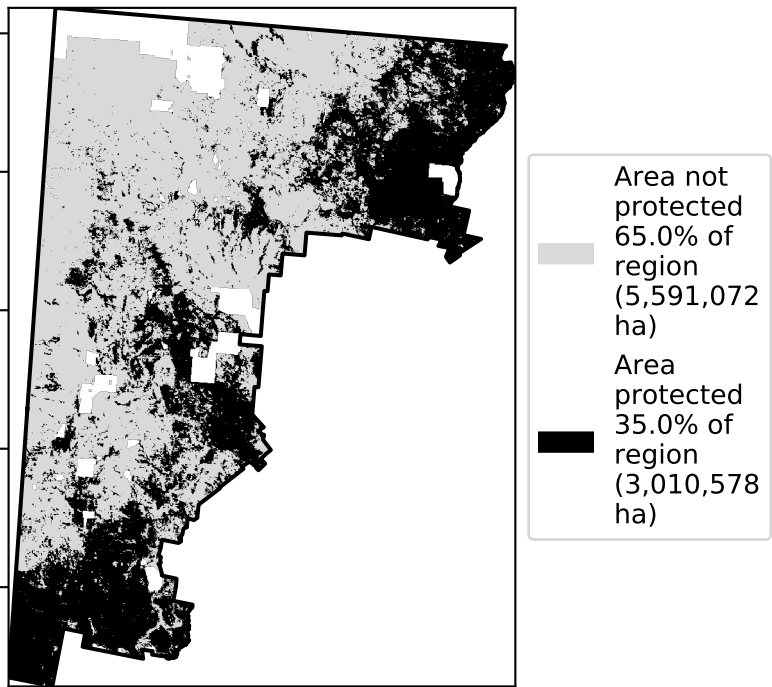 Area not
protected
65.0% of
region
(5,591,072
ha)
Area
protected
35.0% of
region
(3,010,578
ha)